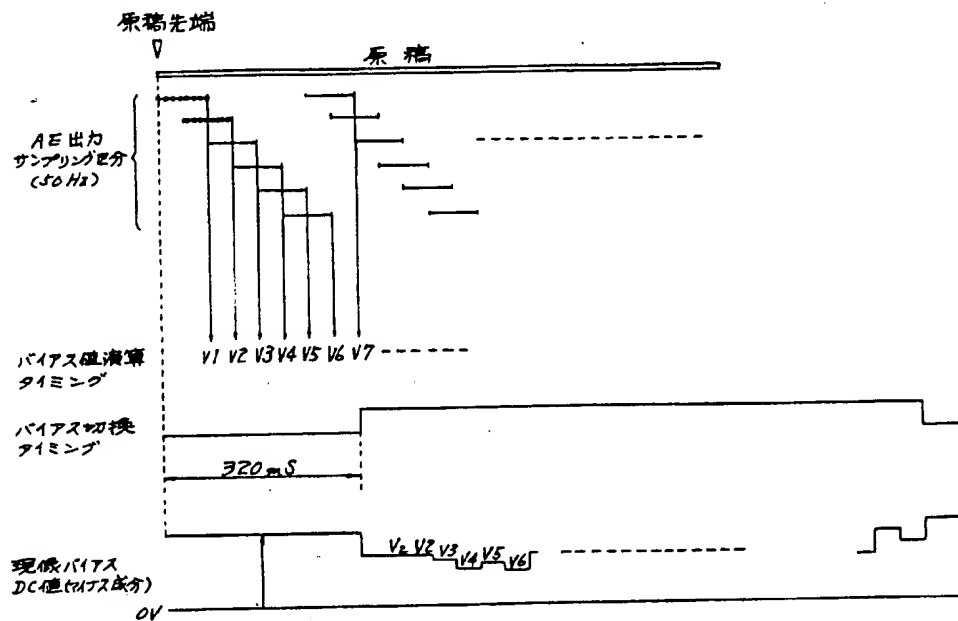 原稿先端
原稿
AE出力
サンプリング区分
(50Hz)
V1 V2 V3 V4 V5 V6 V7
バイアス値演算
タイミング
バイアス切換
タイミング
320mS
V2 V2 V3 V4 V5 V6
現像バイアス
DC値(マイナス成分)
0V